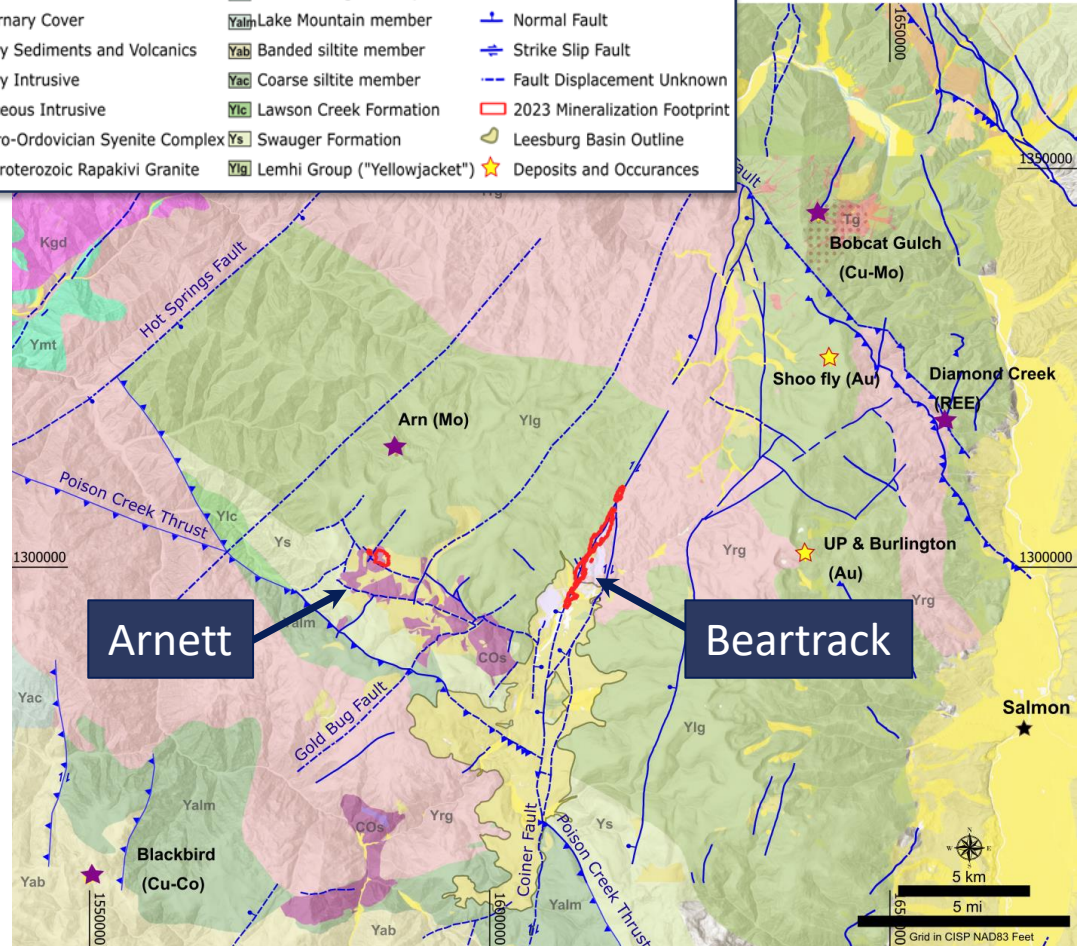 rnary Cover
y Sediments and Volcanics
y Intrusive
eous Intrusive
ro-Ordovician Syenite Complex
roterozoic Rapakivi Granite
Yalm Lake Mountain member
Yab Banded siltite member
Yac Coarse siltite member
Ylc Lawson Creek Formation
Ys Swauger Formation
Ylg Lemhi Group ("Yellowjacket")
Normal Fault
Strike Slip Fault
Fault Displacement Unknown
2023 Mineralization Footprint
Leesburg Basin Outline
Deposits and Occurances
1650000
1350000
ault
Yrg
Kgd
Hot Springs Fault
Ymt
Tg
Bobcat Gulch
(Cu-Mo)
Shoo fly (Au)
Diamond Creek
(REE)
Arn (Mo)
Ylg
Poison Creek Thrust
Ylc
Ys
1300000
Yrg
UP & Burlington
(Au)
1300000
Yrg
Arnett
Beartrack
Yalm
COs
Yac
Gold Bug Fault
Ylg
Salmon
Yalm
COs
Yrg
Coiner Fault
Poison Creek Thrust
Ys
Blackbird
(Cu-Co)
Yab
1550000
Yab
1600000
Yalm
5 km
5 mi
Grid in CISP NAD83 Feet